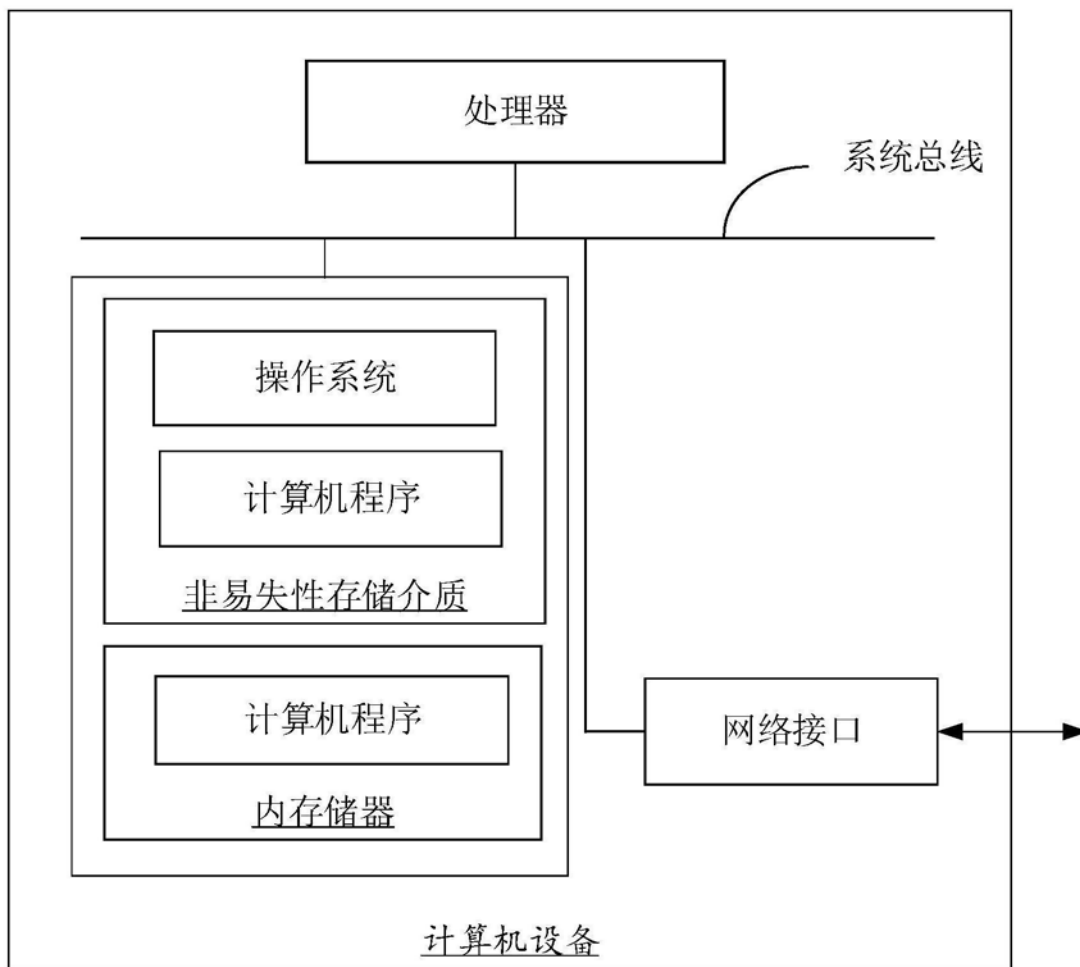 处理器
系统总线
操作系统
计算机程序
非易失性存储介质
计算机程序
网络接口
内存储器
计算机设备